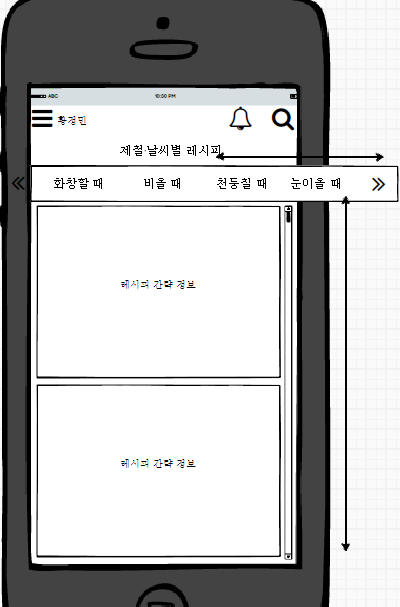 ABC 10:50 PM
황경민
제철·날씨별 레시피
화창할 때 비올 때 천둥칠 때 눈이올 때
레시피 간략 정보
레시피 간략 정보